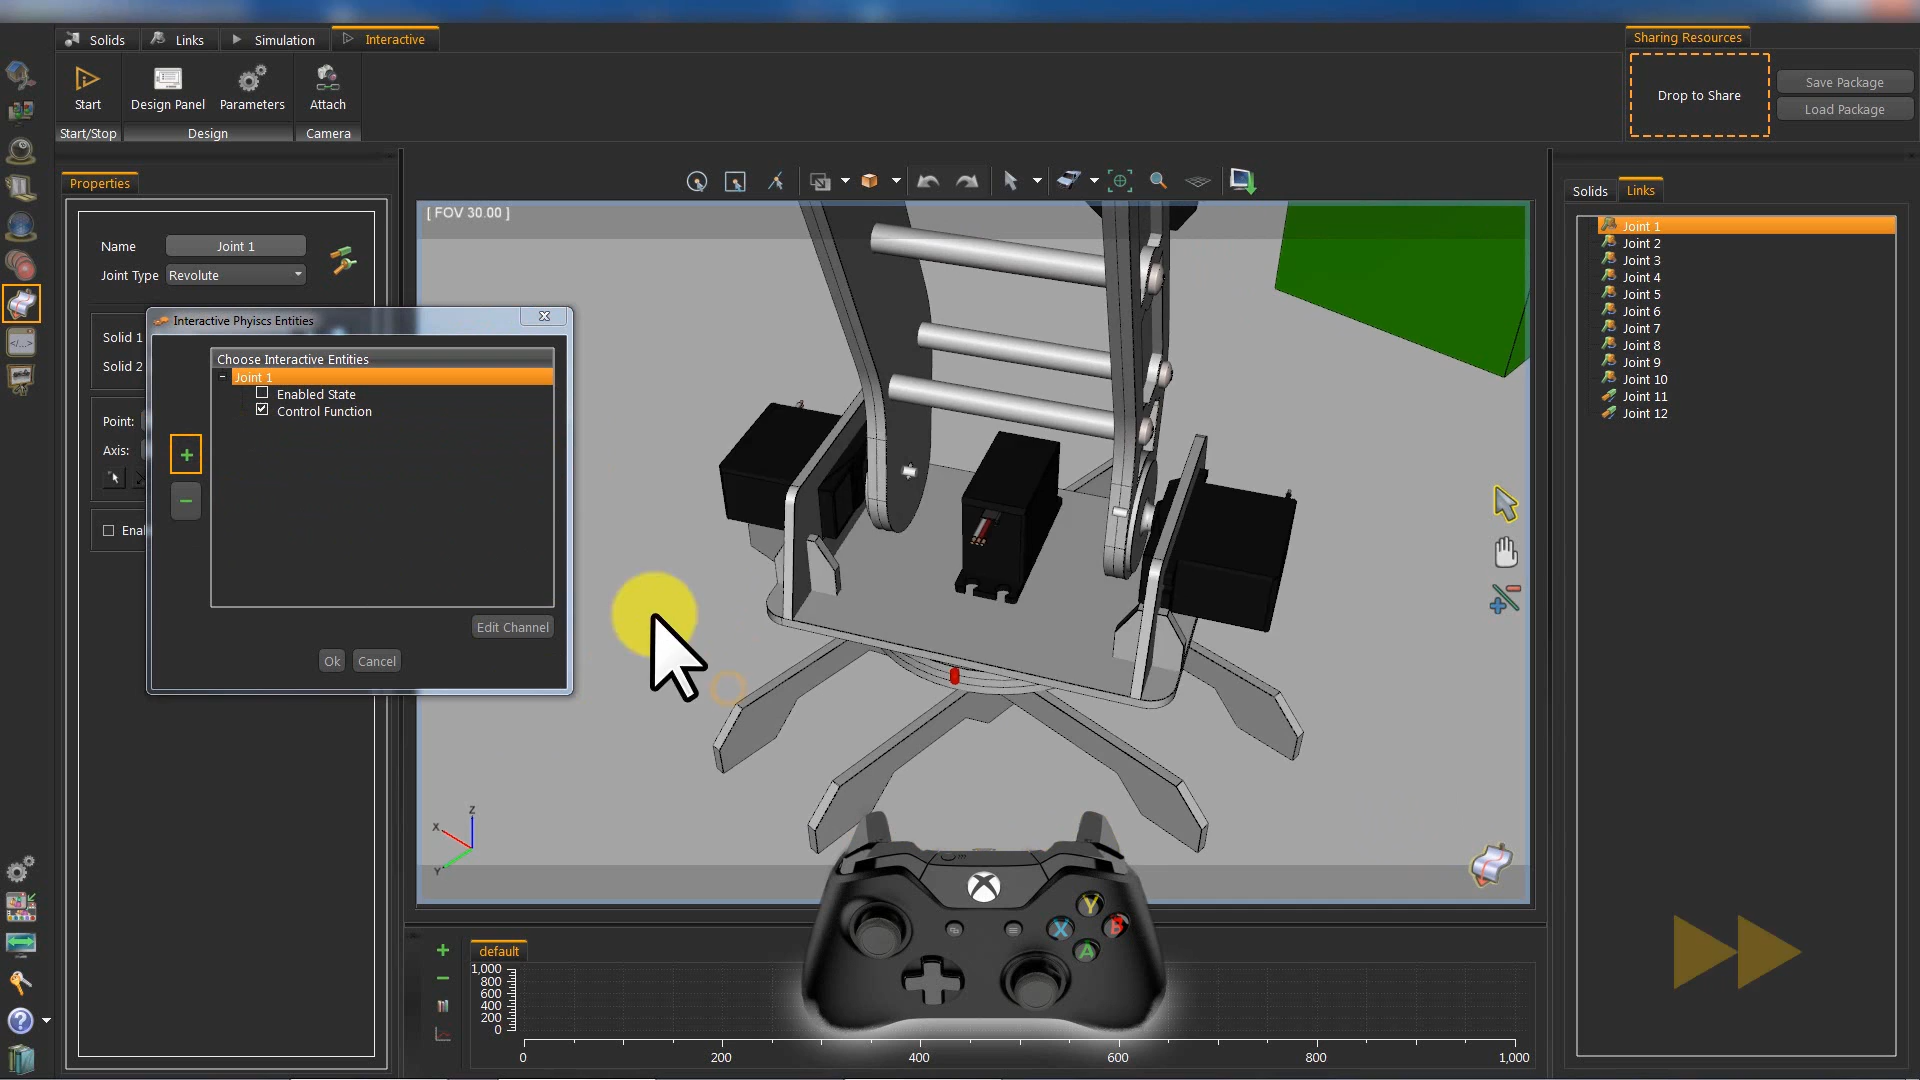 Solids
Links
Simulation
Interactive
Sharing Resources
Start
Design Panel
Parameters
Attach
Start/Stop
Design
Camera
Drop to Share
Save Package
Load Package
Properties
Name
Joint 1
Joint Type
Revolute
Solid 1
Solid 2
Point:
Axis:
Enal
Interactive Phyiscs Entities
Choose Interactive Entities
Joint 1
Enabled State
Control Function
Edit Channel
Ok
Cancel
[ FOV 30.00 ]
Z
X
Y
Solids
Links
Joint 1
Joint 2
Joint 3
Joint 4
Joint 5
Joint 6
Joint 7
Joint 8
Joint 9
Joint 10
Joint 11
Joint 12
Y
X
B
A
default
1,000
800
600
400
200
0
0
200
400
600
800
1,000